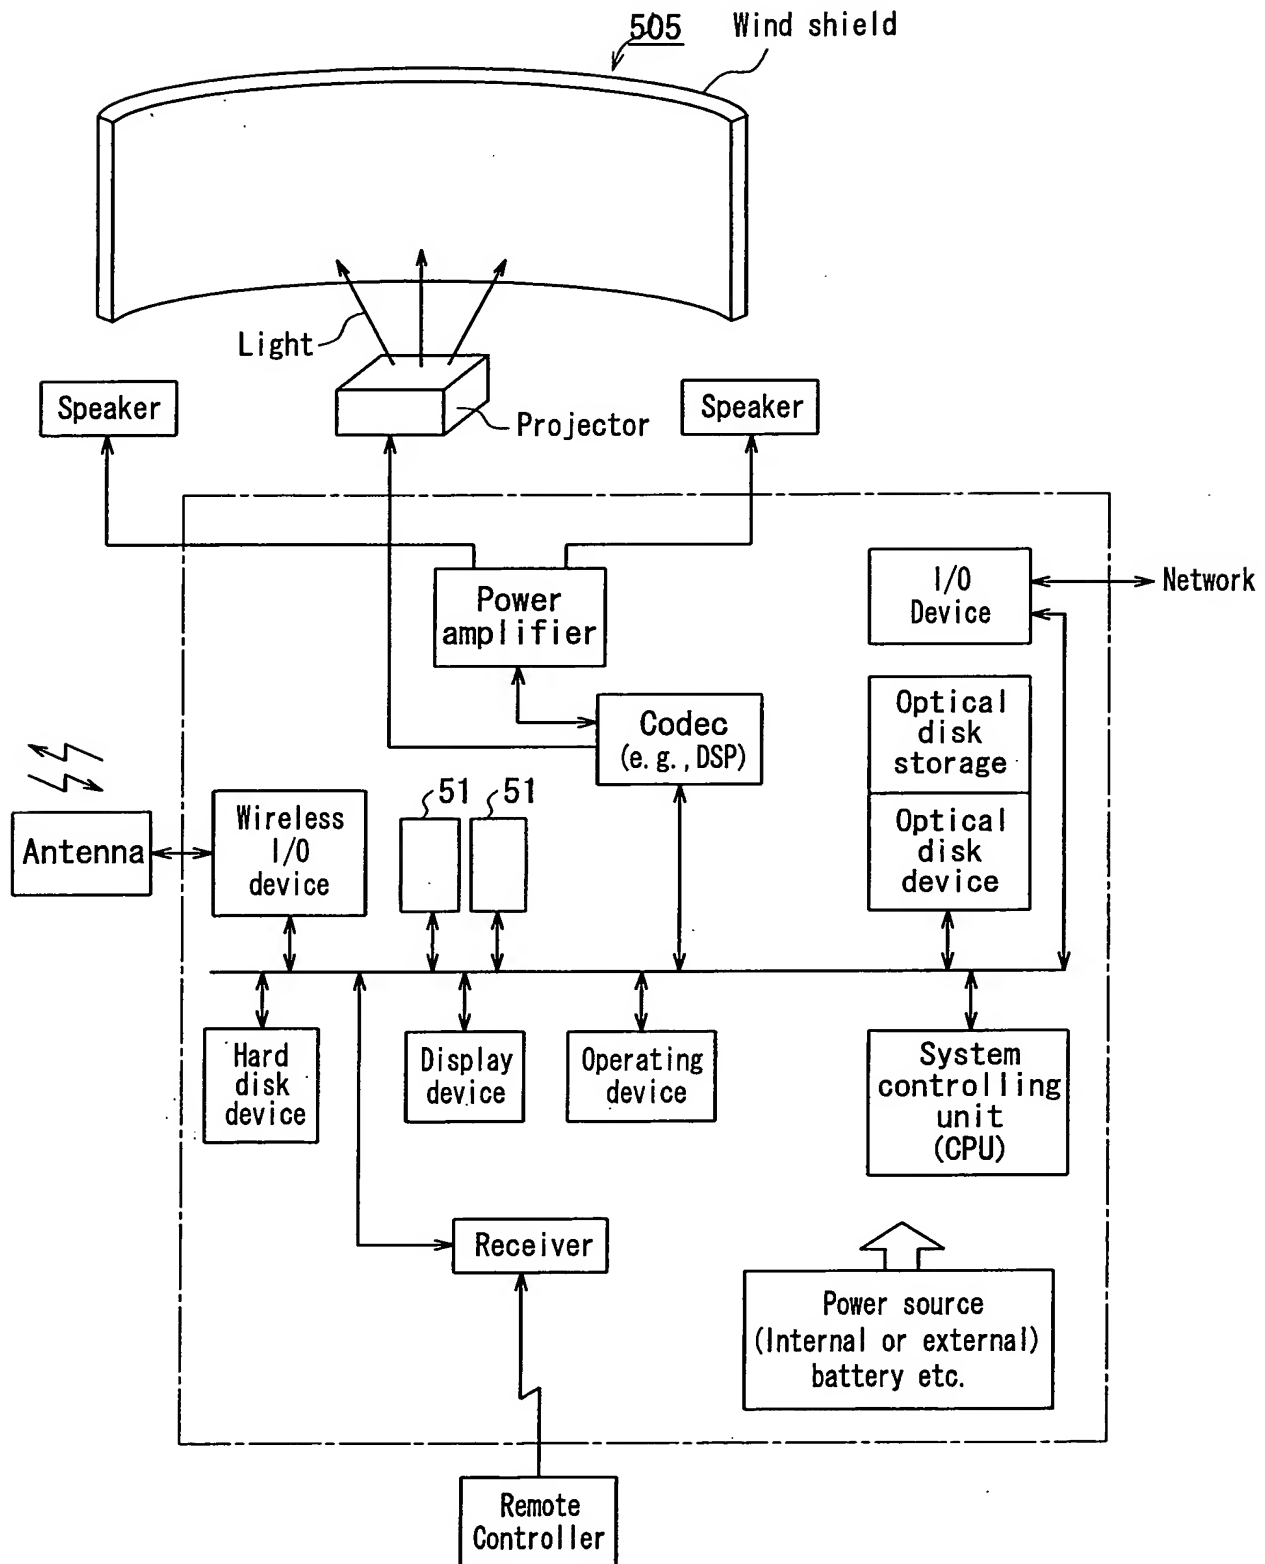 505
Wind shield
Light
Speaker
Projector
Speaker
Power
amplifier
I/O
Device
Network
Codec
(e.g., DSP)
Optical
disk
storage
Optical
disk
device
51
51
Antenna
Wireless
I/O
device
Hard
disk
device
Display
device
Operating
device
System
controlling
unit
(CPU)
Receiver
Power source
(Internal or external)
battery etc.
Remote
Controller